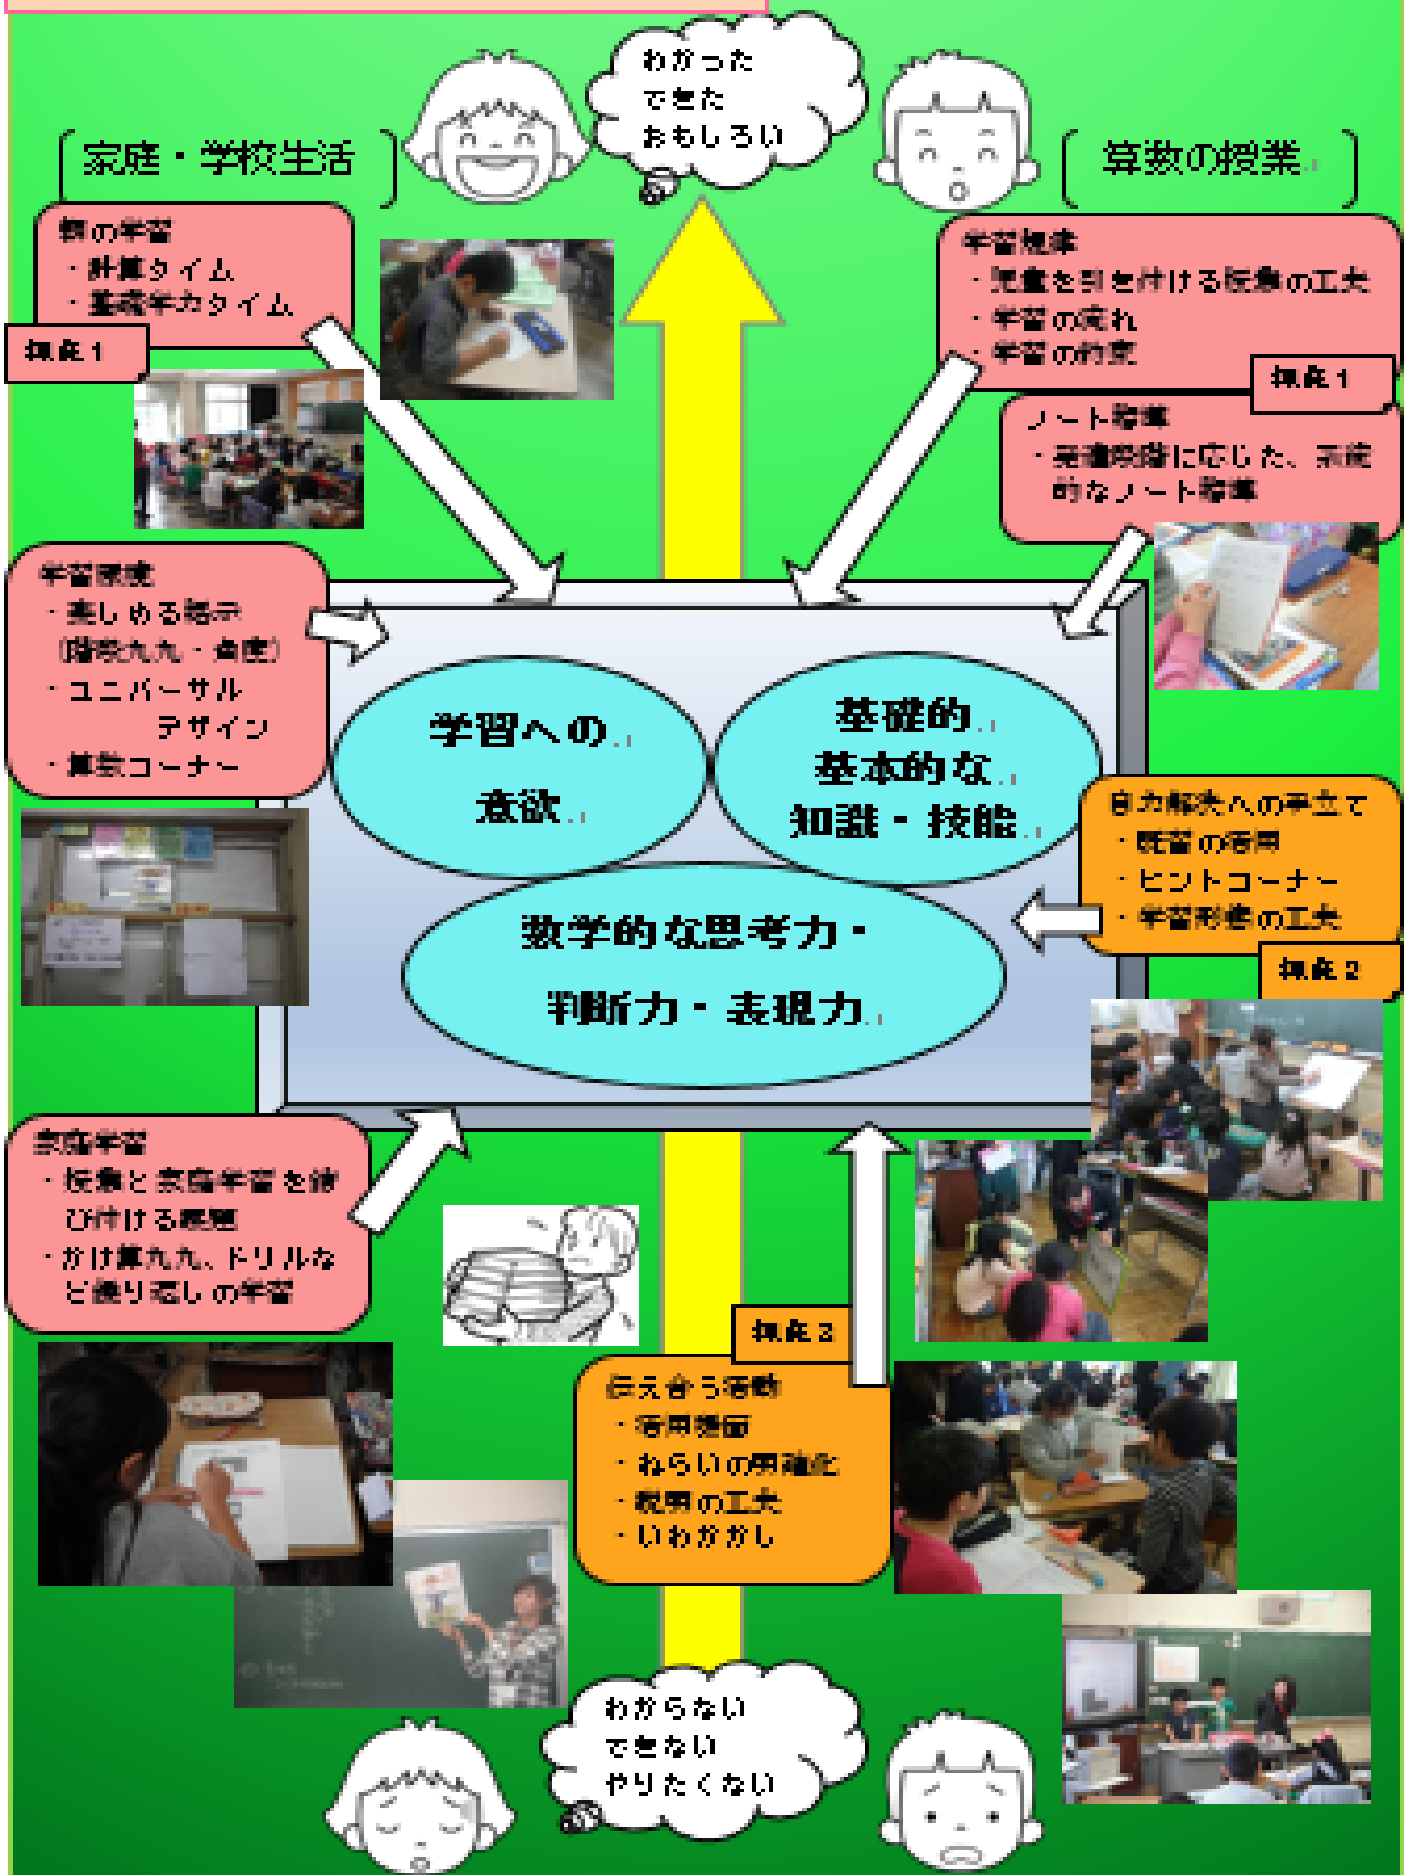 わかった
できた
おもしろい
家庭・学校生活
算数の授業
朝の学習
・計算タイム
・基礎学力タイム
視点1
学習規律
・児童を引き付ける授業の工夫
・学習の流れ
・学習の約束
視点1
ノート指導
・発達段階に応じた、系統
的なノート指導
学習環境
・楽しめる掲示
（階段九九・角度）
・ユニバーサル
デザイン
・算数コーナー
学習への
意欲
基礎的
基本的な
知識・技能
数学的な思考力・
判断力・表現力
自力解決への手立て
・既習の活用
・ヒントコーナー
・学習形態の工夫
視点2
家庭学習
・授業と家庭学習を結
び付ける課題
・かけ算九九、ドリルな
ど繰り返しの学習
視点2
伝え合う活動
・活用場面
・ねらいの明確化
・説明の工夫
わからない
できない
やりたくない